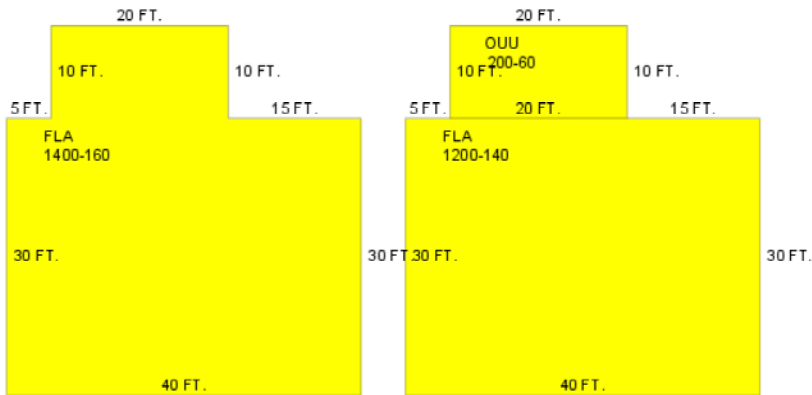 20 FT.
20 FT.
OUU
200-60
10 FT.
10 FT.
10 FT.
10 FT.
5 FT.
15 FT.
5 FT.
20 FT.
15 FT.
FLA
1400-160
FLA
1200-140
30 FT.
30 FT.
30 FT.
30 FT.
40 FT.
40 FT.